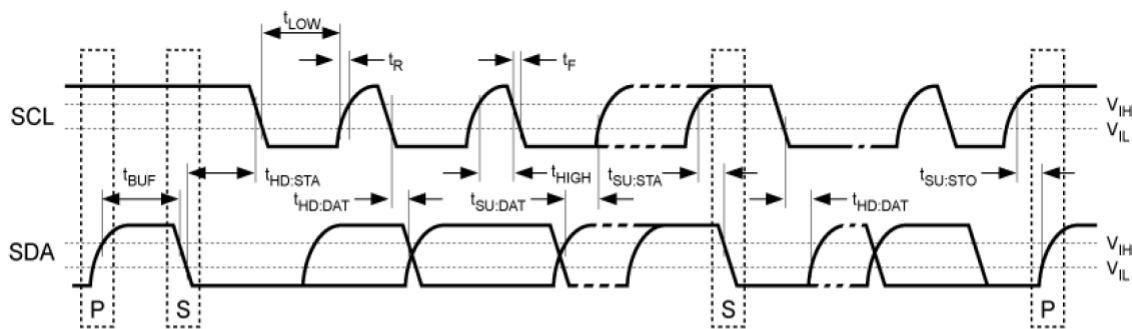 tLOW
tR
tF
SCL
VIH
VIL
tBUF
tHD:STA
tHIGH
tSU:STA
tSU:STO
tHD:DAT
tSU:DAT
tHD:DAT
SDA
VIH
VIL
P
S
S
P